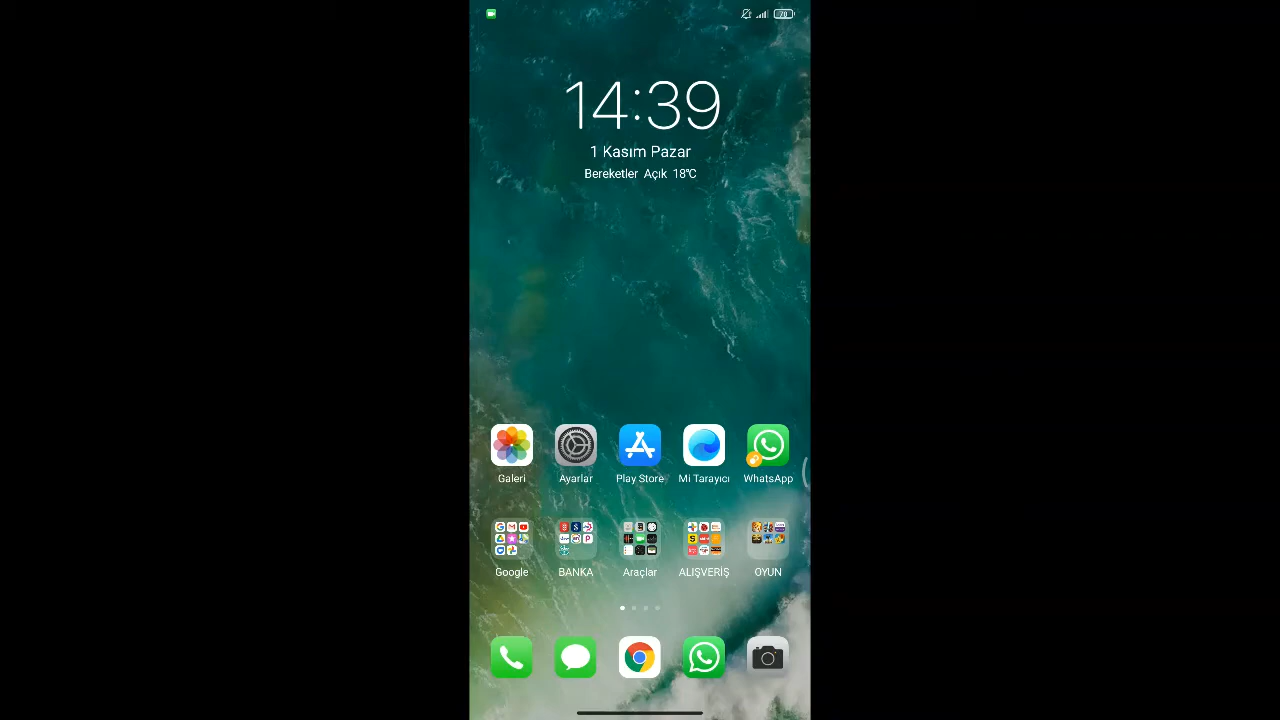 70
14:39
1 Kasım Pazar
Bereketler Açık 18℃
Galeri Ayarlar Play Store Mi Tarayıcı WhatsApp
Google BANKA Araçlar ALIŞVERİŞ OYUN